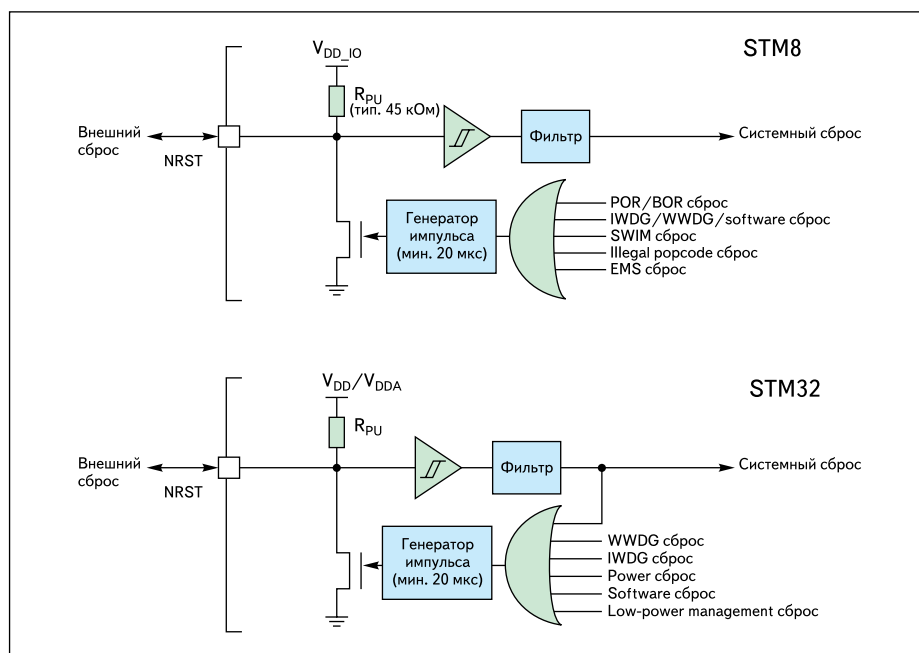 STM8
V_DD_IO
R_PU
(тип. 45 кОм)
Внешний
сброс
NRST
Фильтр
Системный сброс
Генератор
импульса
(мин. 20 мкс)
POR/BOR сброс
IWDG/WWDG/software сброс
SWIM сброс
Illegal popcode сброс
EMS сброс
STM32
V_DD/V_DDA
R_PU
Внешний
сброс
NRST
Фильтр
Системный сброс
Генератор
импульса
(мин. 20 мкс)
WWDG сброс
IWDG сброс
Power сброс
Software сброс
Low-power management сброс